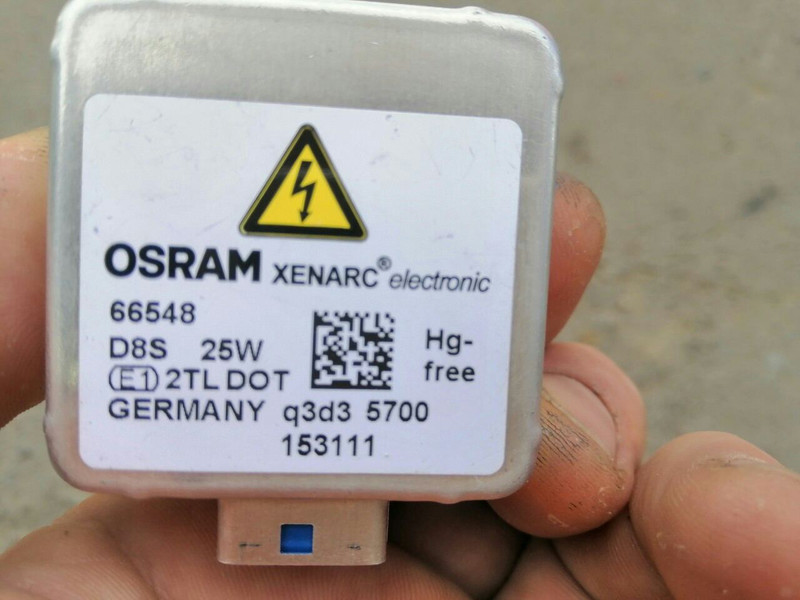 OSRAM XENARC® electronic
66548
D8S 25W
Hg-
free
E1 2TL DOT
GERMANY q3d3 5700
153111